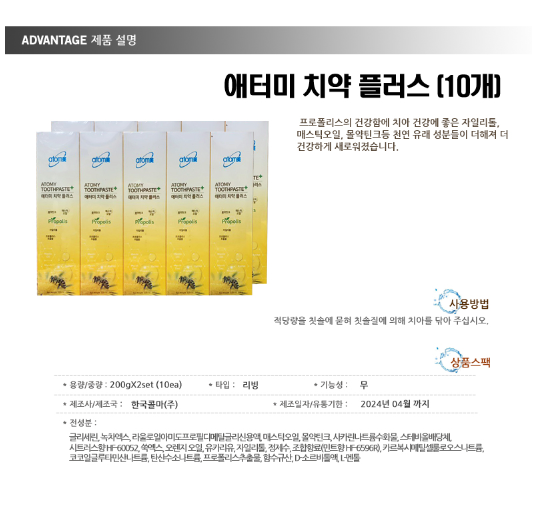 ADVANTAGE 제품 설명
애터미 치약 플러스 (10개)
프로폴리스의 건강함에 치아 건강에 좋은 자일리톨,
매스틱오일, 몰약틴크등 천연 유래 성분들이 더해져 더
건강하게 새로워졌습니다.
atomy atomy atomy atomy atomy
ATOMY TOOTHPASTE+
애터미 치약 플러스
Propolis
사용방법
적당량을 칫솔에 묻혀 칫솔질에 의해 치아를 닦아 주십시오.
상품스팩
* 용량/중량 : 200gX2set (10ea) * 타입 : 리빙 * 기능성 : 무
* 제조사/제조국 : 한국콜마(주) * 제조일자/유통기한 : 2024년 04월 까지
* 전성분 :
글리세린, 녹차엑스, 라울로일아미도프로필디메틸글리신용액, 매스틱오일, 몰약틴크, 사카린나트륨수화물, 스테비올배당체,
시트러스향 HF-60052, 쑥엑스, 오렌지 오일, 유카리유, 자일리톨, 정제수, 조합향료(민트향 HF-6596R), 카르복시메틸셀룰로오스나트륨,
코코일글루타민산나트륨, 탄산수소나트륨, 프로폴리스추출물, 함수규산, D-소르비톨액, L-멘톨